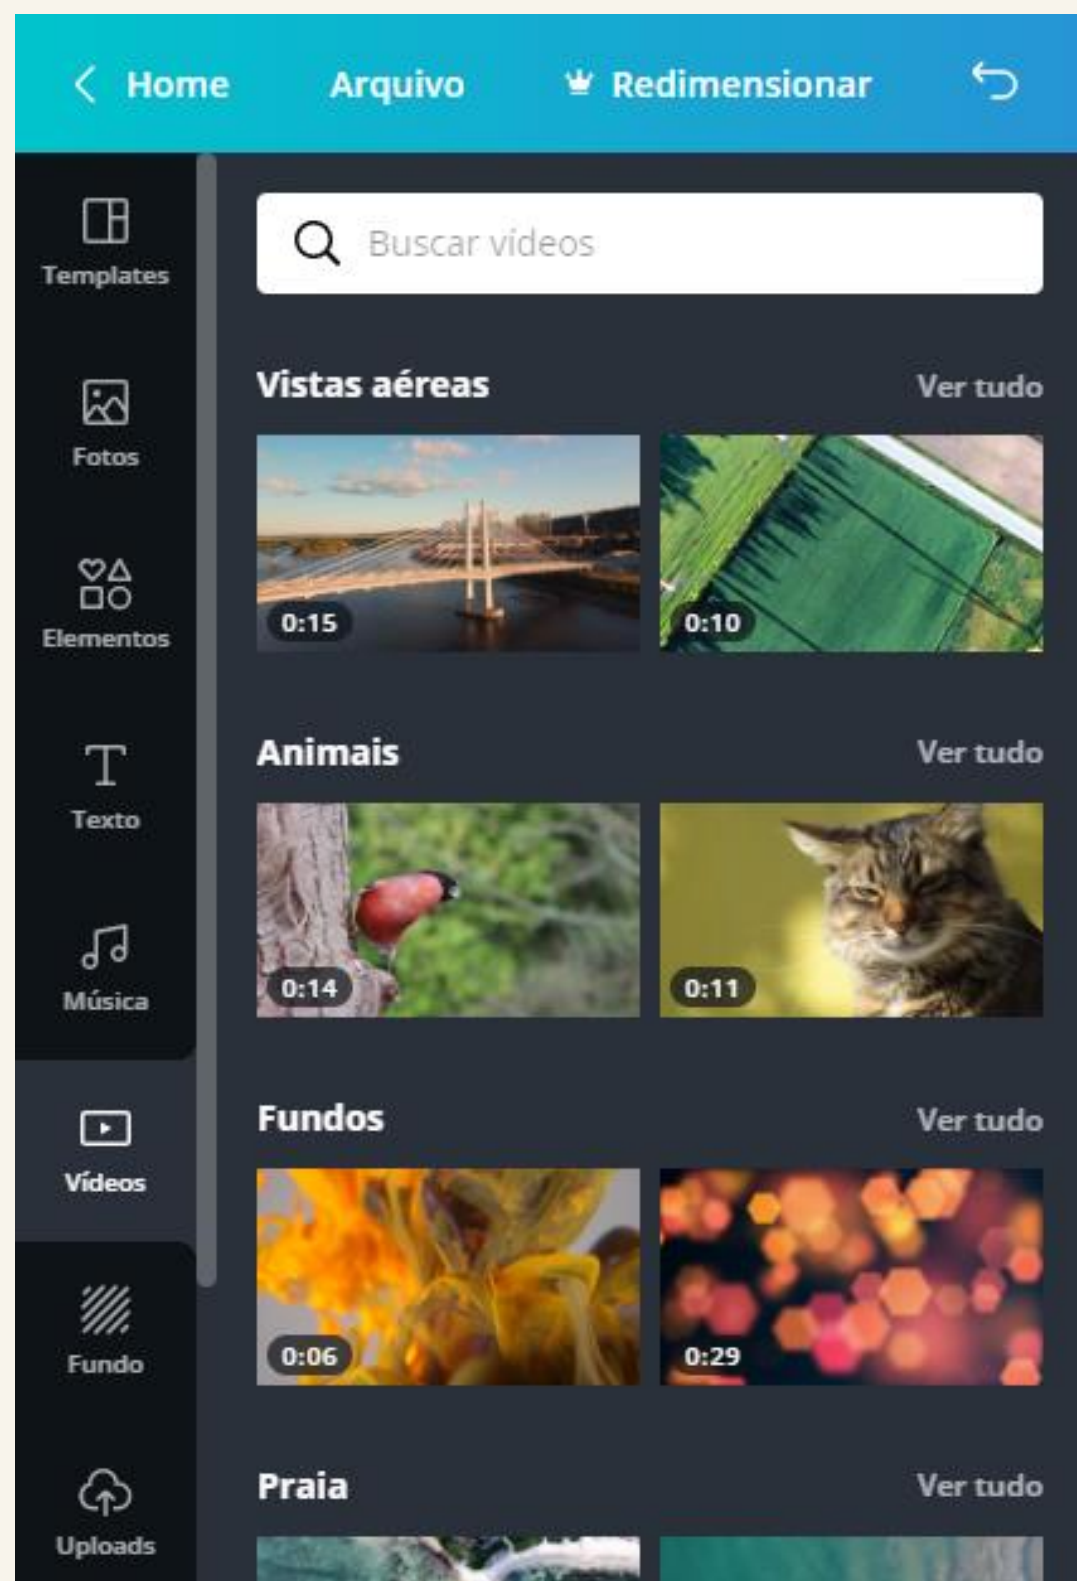 Home Arquivo Redimensionar
Templates
Fotos
Elementos
Texto
Música
Vídeos
Fundo
Uploads
Buscar vídeos
Vistas aéreas Ver tudo
0:15 0:10
Animais Ver tudo
0:14 0:11
Fundos Ver tudo
0:06 0:29
Praia Ver tudo